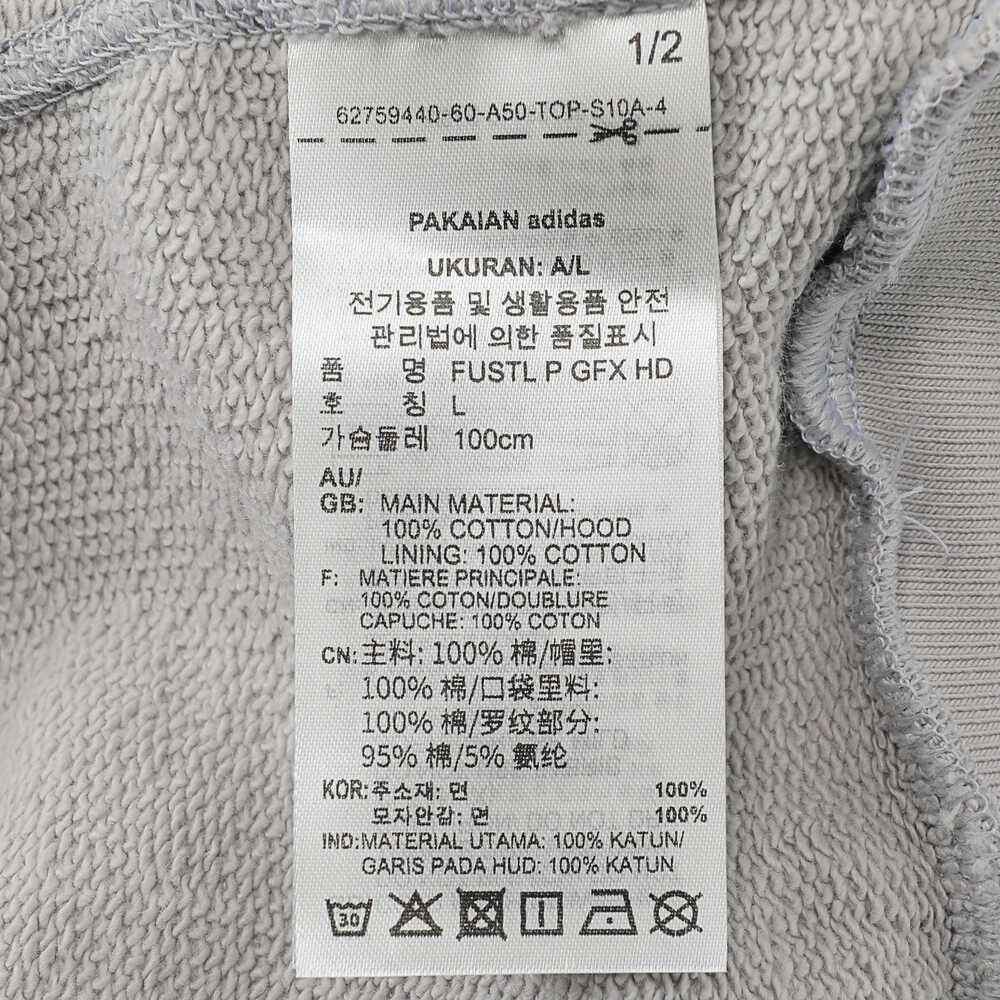 1/2
62759440-60-A50-TOP-S10A-4
PAKAIAN adidas
UKURAN: A/L
전기용품 및 생활용품 안전
관리법에 의한 품질표시
품 명 FUSTL P GFX HD
호 칭 L
가슴둘레 100cm
AU/
GB: MAIN MATERIAL:
100% COTTON/HOOD
LINING: 100% COTTON
F: MATIERE PRINCIPALE:
100% COTON/DOUBLURE
CAPUCHE: 100% COTON
CN: 主料: 100% 棉/帽里:
100% 棉/口袋里料:
100% 棉/罗纹部分:
95% 棉/5% 氨纶
KOR: 주소재: 면 100%
모자안감: 면 100%
IND: MATERIAL UTAMA: 100% KATUN/
GARIS PADA HUD: 100% KATUN
30